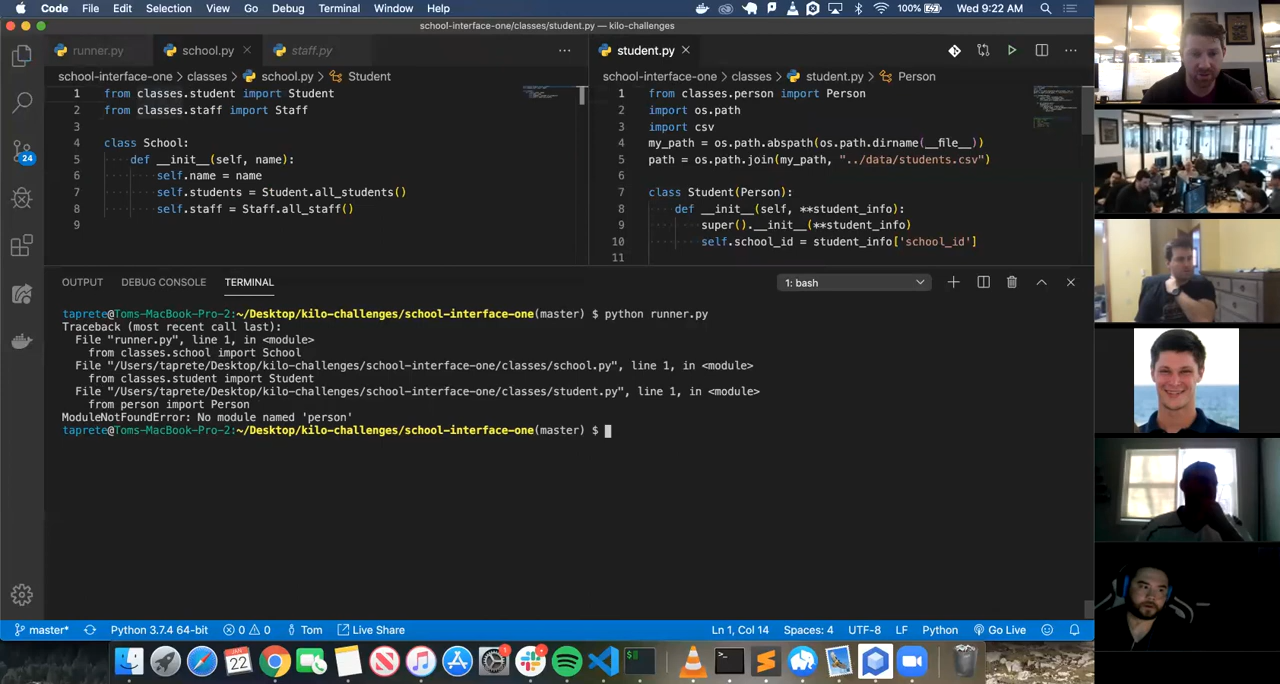 Code File Edit Selection View Go Debug Terminal Window Help 100% Wed 9:22 AM
school-interface-one/classes/student.py — kilo-challenges
runner.py school.py staff.py student.py
school-interface-one > classes > school.py > Student
1 from classes.student import Student
2 from classes.staff import Staff
3
4 class School:
5 def __init__(self, name):
6 self.name = name
7 self.students = Student.all_students()
8 self.staff = Staff.all_staff()
9
school-interface-one > classes > student.py > Person
1 from classes.person import Person
2 import os.path
3 import csv
4 my_path = os.path.abspath(os.path.dirname(__file__))
5 path = os.path.join(my_path, "../data/students.csv")
6
7 class Student(Person):
8 def __init__(self, **student_info):
9 super().__init__(**student_info)
10 self.school_id = student_info['school_id']
11
24
OUTPUT DEBUG CONSOLE TERMINAL 1: bash
taprete@Toms-MacBook-Pro-2:~/Desktop/kilo-challenges/school-interface-one(master) $ python runner.py
Traceback (most recent call last):
File "runner.py", line 1, in <module>
from classes.school import School
File "/Users/taprete/Desktop/kilo-challenges/school-interface-one/classes/school.py", line 1, in <module>
from classes.student import Student
File "/Users/taprete/Desktop/kilo-challenges/school-interface-one/classes/student.py", line 1, in <module>
from person import Person
ModuleNotFoundError: No module named 'person'
taprete@Toms-MacBook-Pro-2:~/Desktop/kilo-challenges/school-interface-one(master) $
master* Python 3.7.4 64-bit 0 0 Tom Live Share Ln 1, Col 14 Spaces: 4 UTF-8 LF Python Go Live
JAN 22